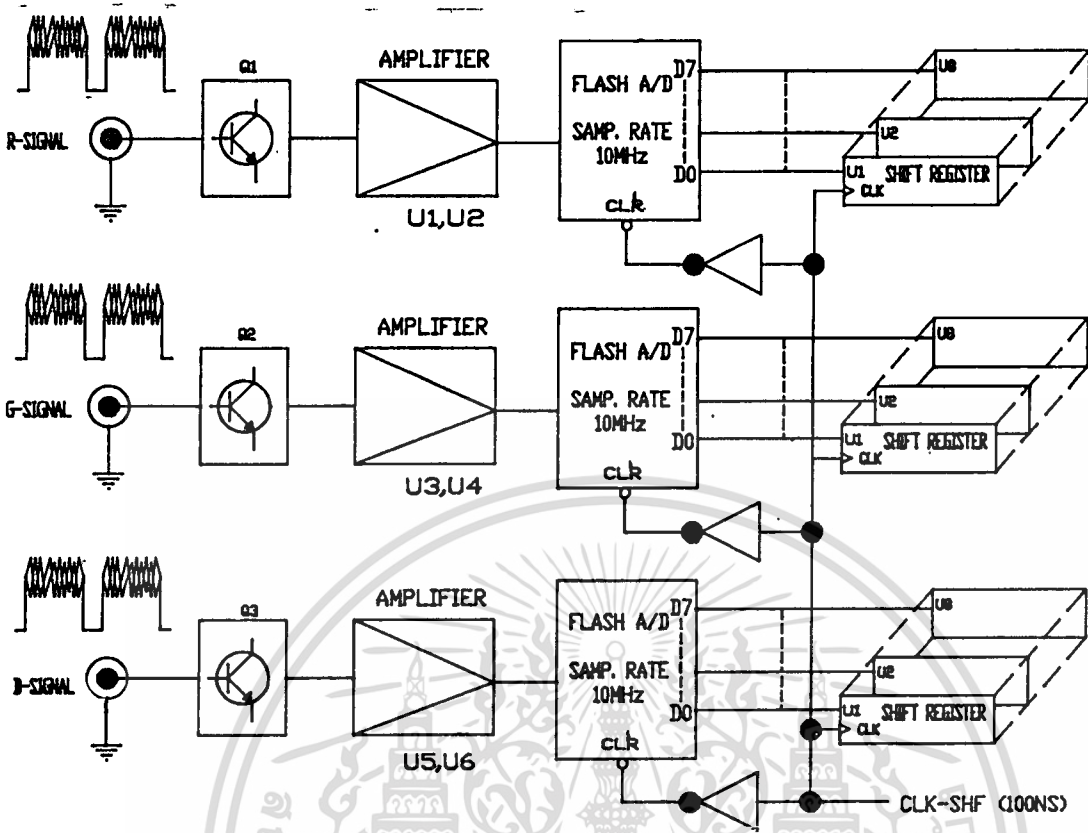 Q1
AMPLIFIER
R-SIGNAL
U1,U2
FLASH A/D D7
SAMP. RATE
10MHz
D0
CLK
U8
U2
U1 SHIFT REGISTER
CLK
Q2
AMPLIFIER
G-SIGNAL
U3,U4
FLASH A/D D7
SAMP. RATE
10MHz
D0
CLK
U8
U2
U1 SHIFT REGISTER
CLK
Q3
AMPLIFIER
B-SIGNAL
U5,U6
FLASH A/D D7
SAMP. RATE
10MHz
D0
CLK
U8
U2
U1 SHIFT REGISTER
CLK
CLK-SHF (100NS)